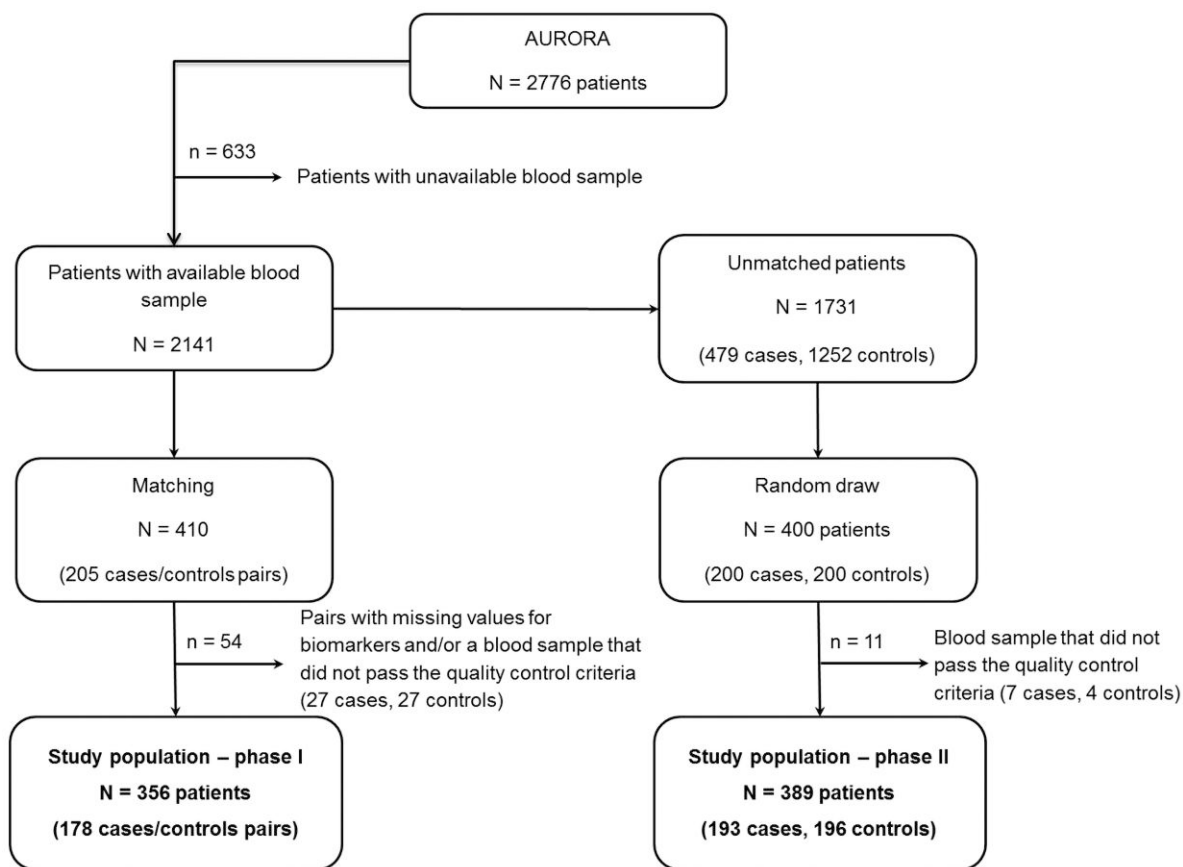 AURORA
N = 2776 patients
n = 633
Patients with unavailable blood sample
Patients with available blood
sample
N = 2141
Unmatched patients
N = 1731
(479 cases, 1252 controls)
Matching
N = 410
(205 cases/controls pairs)
Random draw
N = 400 patients
(200 cases, 200 controls)
n = 54
Pairs with missing values for
biomarkers and/or a blood sample that
did not pass the quality control criteria
(27 cases, 27 controls)
n = 11
Blood sample that did not
pass the quality control
criteria (7 cases, 4 controls)
Study population – phase I
N = 356 patients
(178 cases/controls pairs)
Study population – phase II
N = 389 patients
(193 cases, 196 controls)